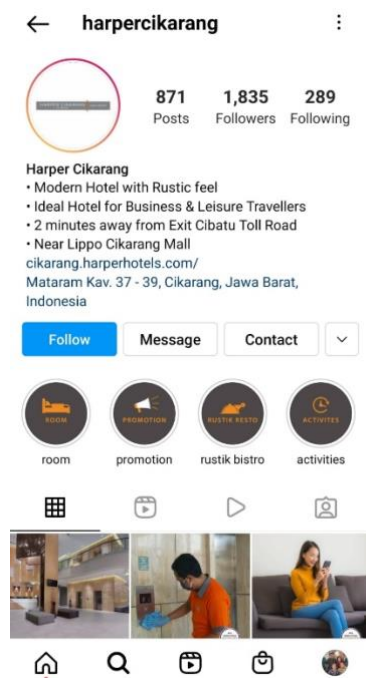 harpercikarang
871 1,835 289
Posts Followers Following
Harper Cikarang
• Modern Hotel with Rustic feel
• Ideal Hotel for Business & Leisure Travellers
• 2 minutes away from Exit Cibatu Toll Road
• Near Lippo Cikarang Mall
cikarang.harperhotels.com/
Mataram Kav. 37 - 39, Cikarang, Jawa Barat,
Indonesia
Follow Message Contact
ROOM PROMOTION RUSTIK RESTO ACTIVITES
room promotion rustik bistro activities